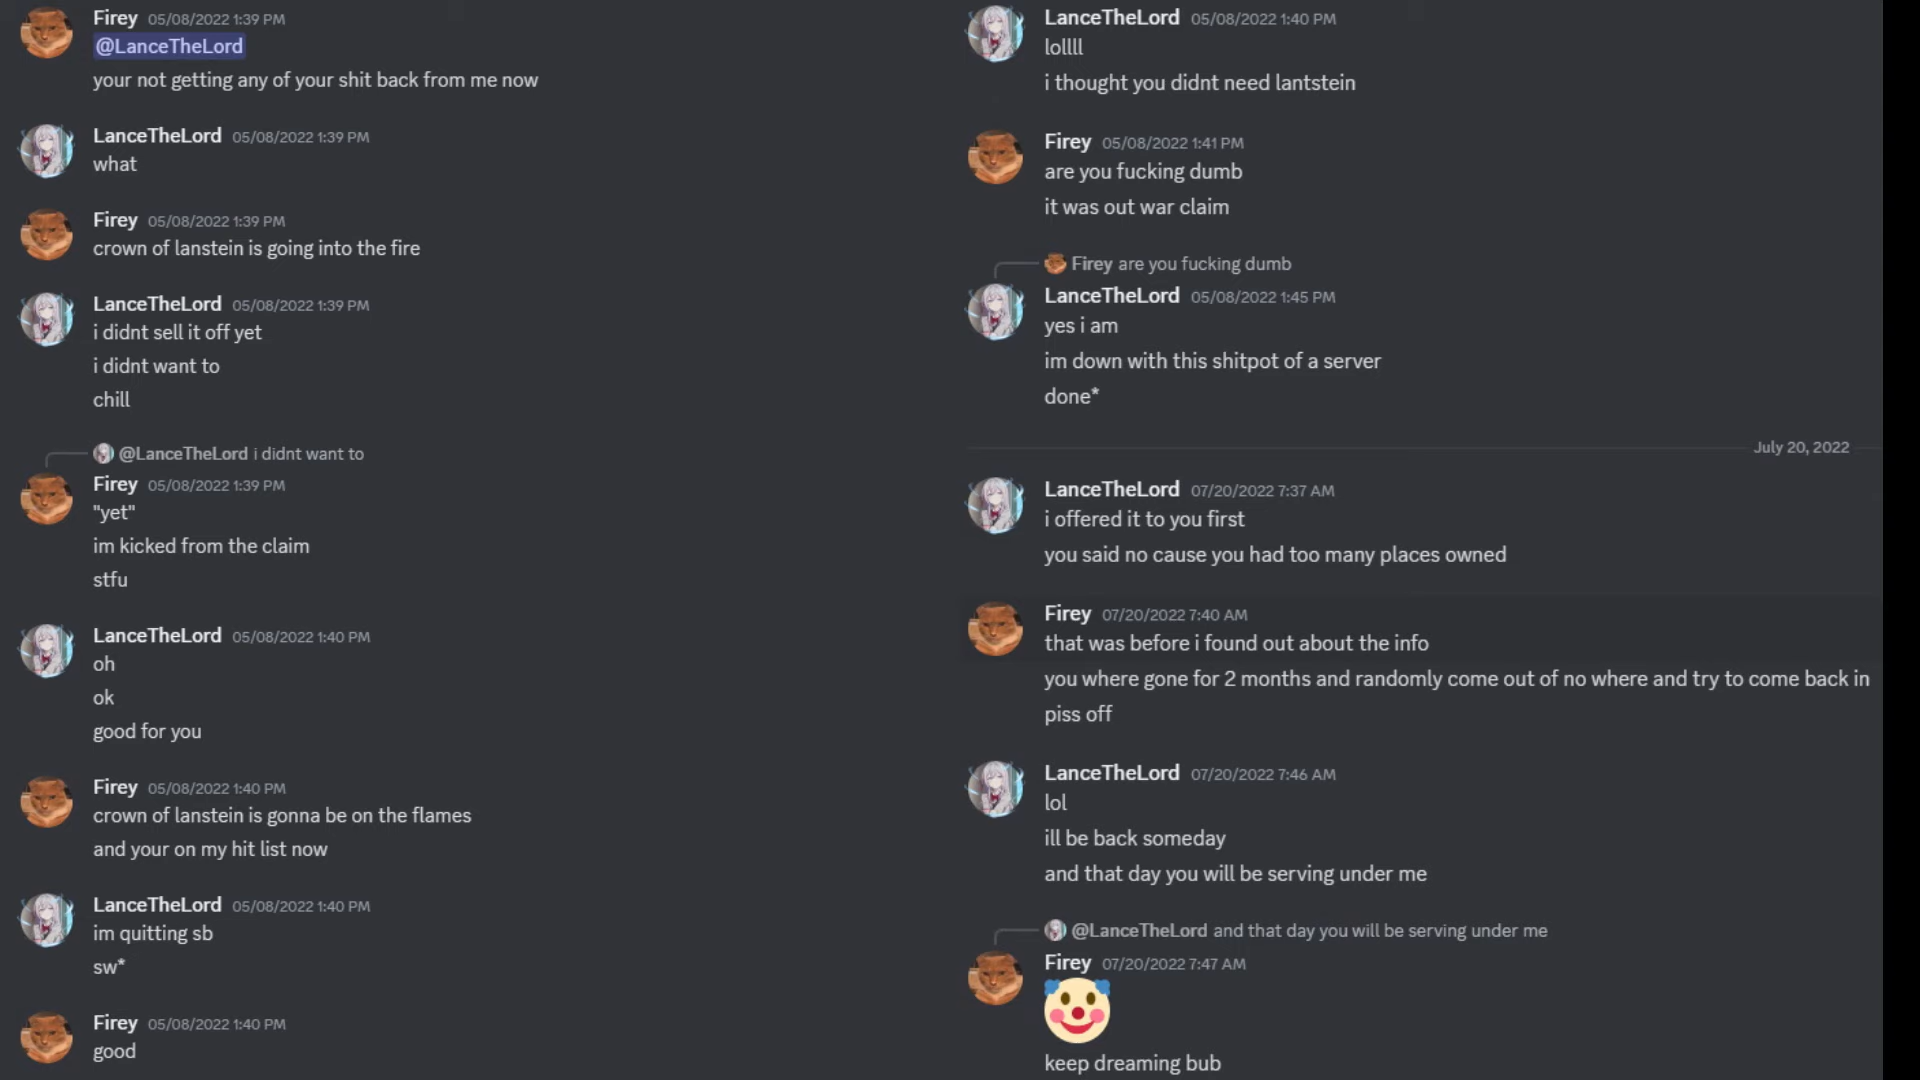 Firey 05/08/2022 1:39 PM
@LanceTheLord
your not getting any of your shit back from me now
LanceTheLord 05/08/2022 1:39 PM
what
Firey 05/08/2022 1:39 PM
crown of lanstein is going into the fire
LanceTheLord 05/08/2022 1:39 PM
i didnt sell it off yet
i didnt want to
chill
@LanceTheLord i didnt want to
Firey 05/08/2022 1:39 PM
"yet"
im kicked from the claim
stfu
LanceTheLord 05/08/2022 1:40 PM
oh
ok
good for you
Firey 05/08/2022 1:40 PM
crown of lanstein is gonna be on the flames
and your on my hit list now
LanceTheLord 05/08/2022 1:40 PM
im quitting sb
sw*
Firey 05/08/2022 1:40 PM
good
LanceTheLord 05/08/2022 1:40 PM
lollll
i thought you didnt need lantstein
Firey 05/08/2022 1:41 PM
are you fucking dumb
it was out war claim
Firey are you fucking dumb
LanceTheLord 05/08/2022 1:45 PM
yes i am
im down with this shitpot of a server
done*
July 20, 2022
LanceTheLord 07/20/2022 7:37 AM
i offered it to you first
you said no cause you had too many places owned
Firey 07/20/2022 7:40 AM
that was before i found out about the info
you where gone for 2 months and randomly come out of no where and try to come back in
piss off
LanceTheLord 07/20/2022 7:46 AM
lol
ill be back someday
and that day you will be serving under me
@LanceTheLord and that day you will be serving under me
Firey 07/20/2022 7:47 AM
keep dreaming bub